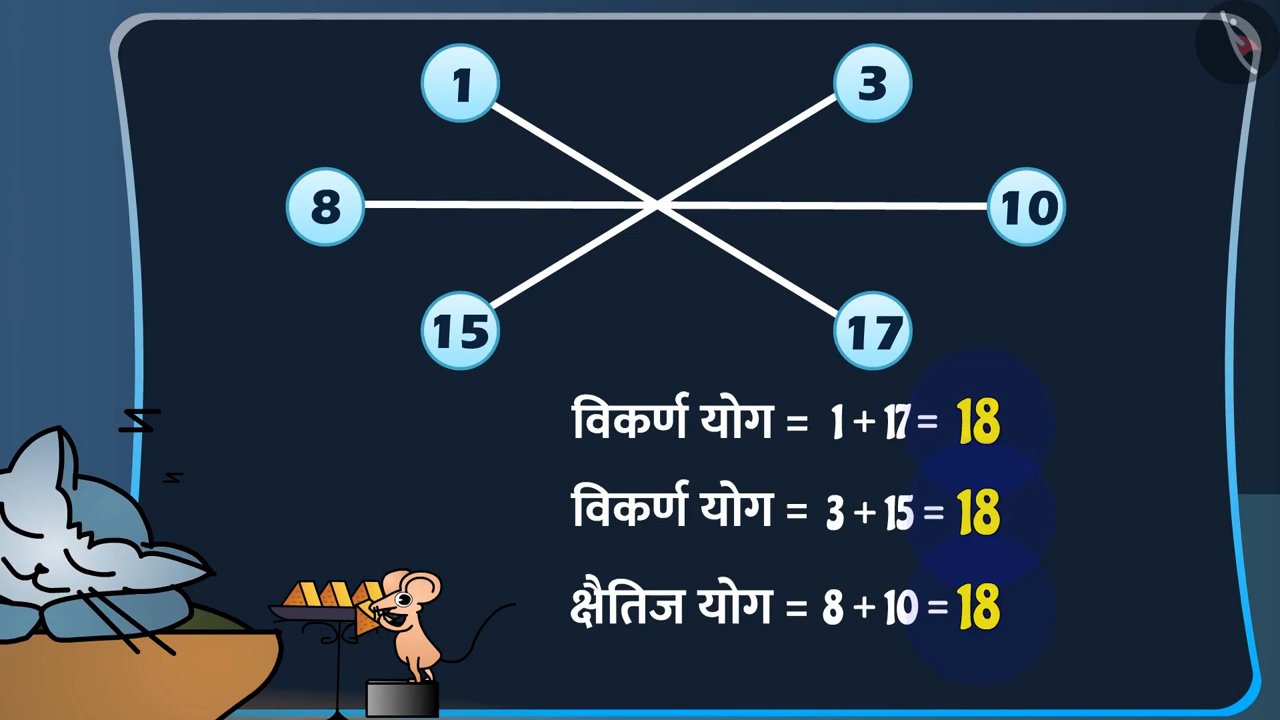 1 3
8 10
15 17
विकर्ण योग = 1 + 17 = 18
विकर्ण योग = 3 + 15 = 18
क्षैतिज योग = 8 + 10 = 18
z
z